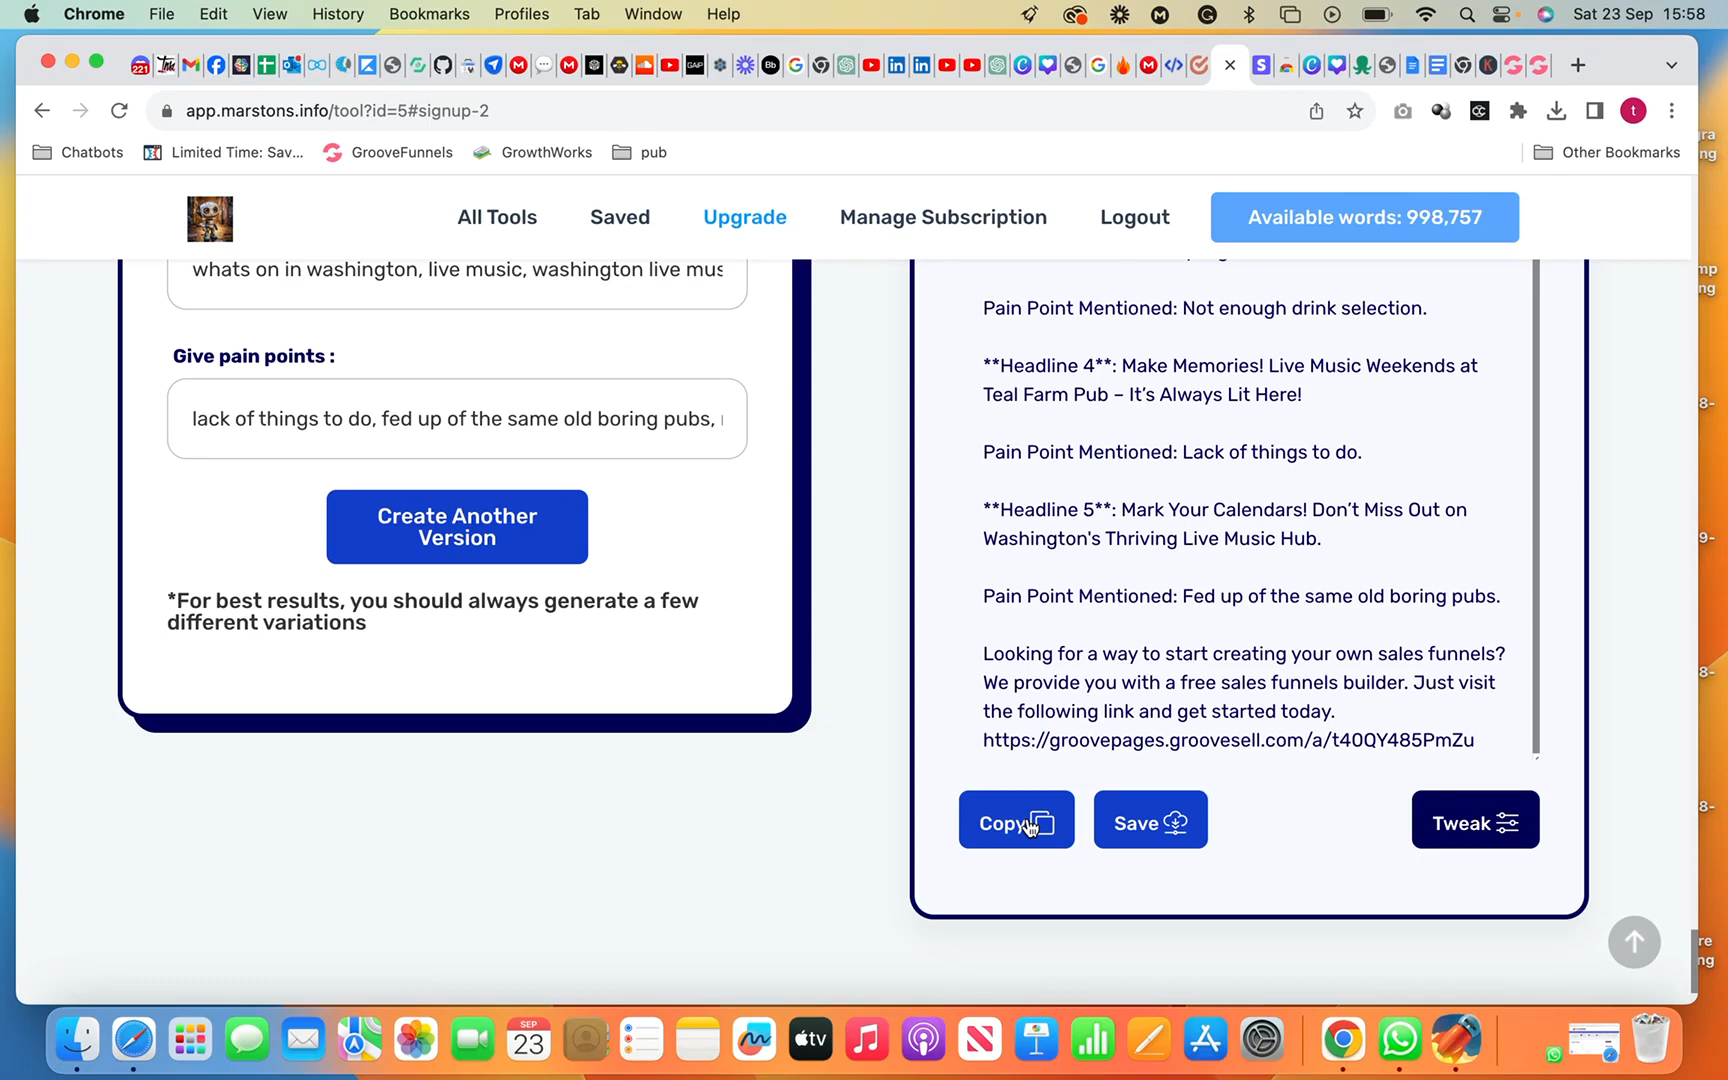 Chrome File Edit View History Bookmarks Profiles Tab Window Help Sat 23 Sep 15:58
221
app.marstons.info/tool?id=5#signup-2
Chatbots Limited Time: Sav... GrooveFunnels GrowthWorks pub Other Bookmarks
All Tools Saved Upgrade Manage Subscription Logout Available words: 998,757
whats on in washington, live music, washington live mus
Give pain points :
lack of things to do, fed up of the same old boring pubs,
Create Another
Version
*For best results, you should always generate a few
different variations
Pain Point Mentioned: Not enough drink selection.
**Headline 4**: Make Memories! Live Music Weekends at
Teal Farm Pub – It’s Always Lit Here!
Pain Point Mentioned: Lack of things to do.
**Headline 5**: Mark Your Calendars! Don’t Miss Out on
Washington's Thriving Live Music Hub.
Pain Point Mentioned: Fed up of the same old boring pubs.
Looking for a way to start creating your own sales funnels?
We provide you with a free sales funnels builder. Just visit
the following link and get started today.
https://groovepages.groovesell.com/a/t40QY485PmZu
Copy Save Tweak
SEP
23
tv